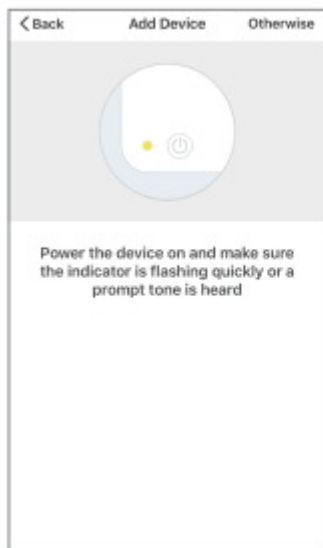 Back Add Device Otherwise
Power the device on and make sure
the indicator is flashing quickly or a
prompt tone is heard